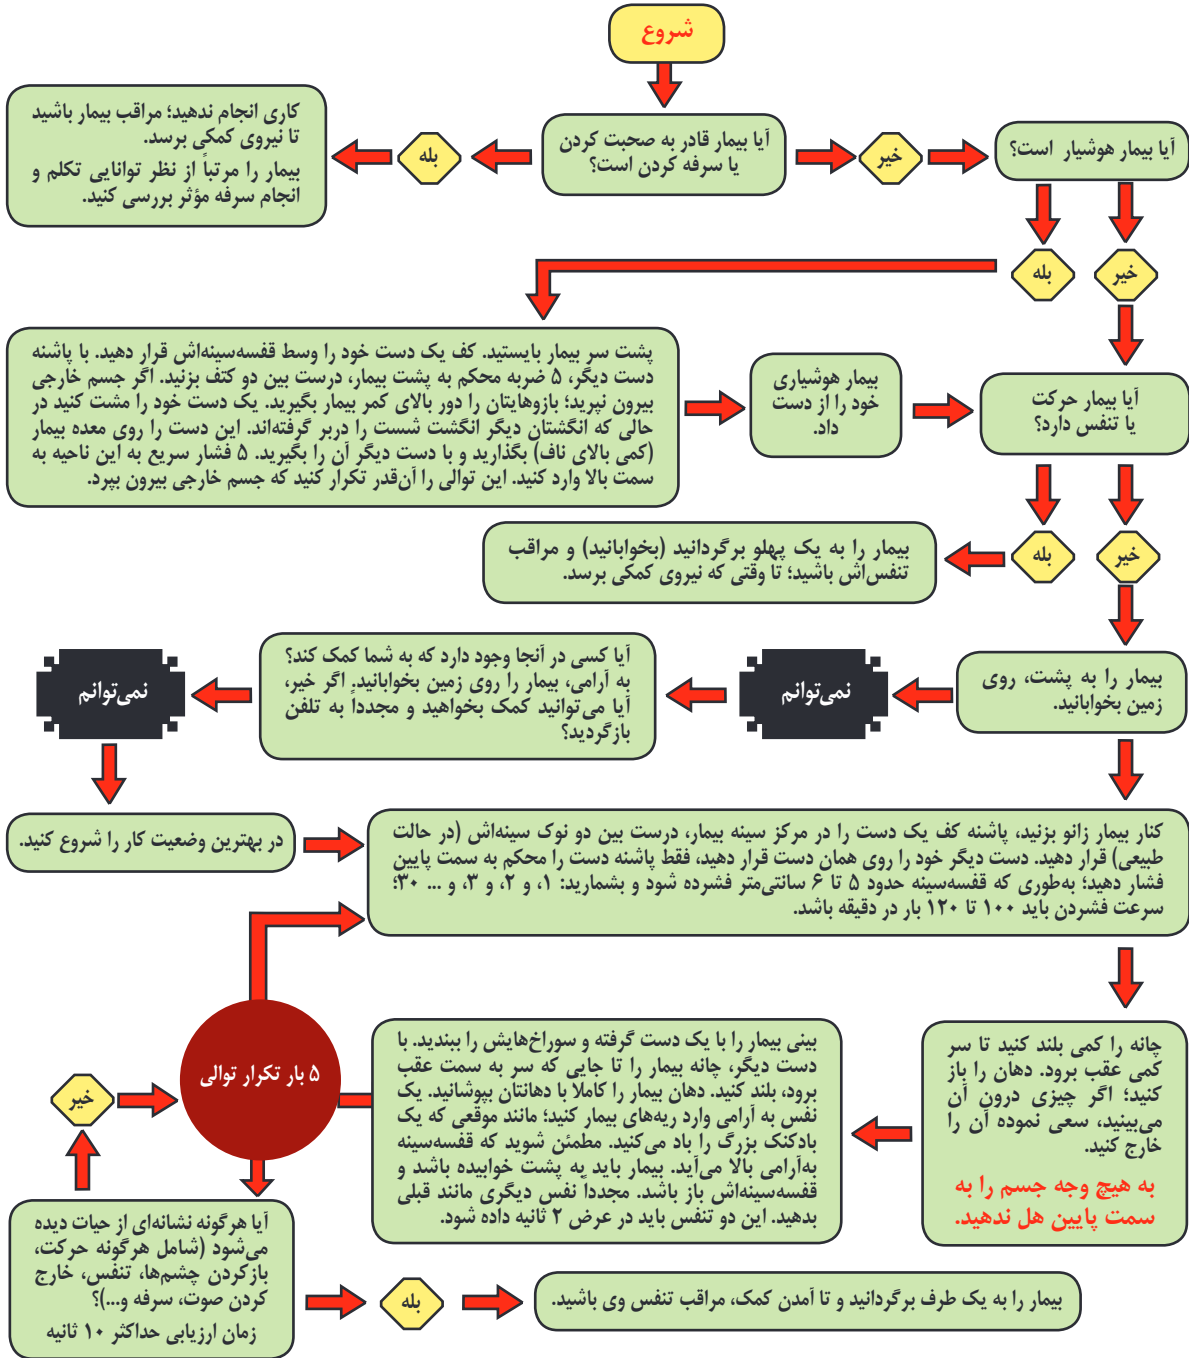 شروع
آیا بیمار قادر به صحبت کردن
یا سرفه کردن است؟
بله
کاری انجام ندهید؛ مراقب بیمار باشید
تا نیروی کمکی برسد.
بیمار را مرتباً از نظر توانایی تکلم و
انجام سرفه مؤثر بررسی کنید.
خیر
آیا بیمار هوشیار است؟
بله
خیر
پشت سر بیمار بایستید. کف یک دست خود را وسط قفسه‌سینه‌اش قرار دهید. با پاشنه
دست دیگر، ۵ ضربه محکم به پشت بیمار، درست بین دو کتف بزنید. اگر جسم خارجی
بیرون نپرید؛ بازوهایتان را دور بالای کمر بیمار بگیرید. یک دست خود را مشت کنید در
حالی که انگشتان دیگر انگشت شست را دربر گرفته‌اند. این دست را روی معده بیمار
(کمی بالای ناف) بگذارید و با دست دیگر آن را بگیرید. ۵ فشار سریع به این ناحیه به
سمت بالا وارد کنید. این توالی را آن‌قدر تکرار کنید که جسم خارجی بیرون بپرد.
بیمار هوشیاری
خود را از دست
داد.
آیا بیمار حرکت
یا تنفس دارد؟
بله
خیر
بیمار را به یک پهلو برگردانید (بخوابانید) و مراقب
تنفس‌اش باشید؛ تا وقتی که نیروی کمکی برسد.
بیمار را به پشت، روی
زمین بخوابانید.
نمی‌توانم
آیا کسی در آنجا وجود دارد که به شما کمک کند؟
به آرامی، بیمار را روی زمین بخوابانید. اگر خیر،
آیا می‌توانید کمک بخواهید و مجدداً به تلفن
بازگردید؟
نمی‌توانم
در بهترین وضعیت کار را شروع کنید.
کنار بیمار زانو بزنید، پاشنه کف یک دست را در مرکز سینه بیمار، درست بین دو نوک سینه‌اش (در حالت
طبیعی) قرار دهید. دست دیگر خود را روی همان دست قرار دهید، فقط پاشنه دست را محکم به سمت پایین
فشار دهید؛ به‌طوری که قفسه‌سینه حدود ۵ تا ۶ سانتی‌متر فشرده شود و بشمارید: ۱، و ۲، و ۳، و ... ۳۰؛
سرعت فشردن باید ۱۰۰ تا ۱۲۰ بار در دقیقه باشد.
چانه را کمی بلند کنید تا سر
کمی عقب برود. دهان را باز
کنید؛ اگر چیزی درون آن
می‌بینید، سعی نموده آن را
خارج کنید.
به هیچ وجه جسم را به
سمت پایین هل ندهید.
بینی بیمار را با یک دست گرفته و سوراخ‌هایش را ببندید. با
دست دیگر، چانه بیمار را تا جایی که سر به سمت عقب
برود، بلند کنید. دهان بیمار را کاملا با دهانتان بپوشانید. یک
نفس به آرامی وارد ریه‌های بیمار کنید؛ مانند موقعی که یک
بادکنک بزرگ را باد می‌کنید. مطمئن شوید که قفسه‌سینه
به‌آرامی بالا می‌آید. بیمار باید به پشت خوابیده باشد و
قفسه‌سینه‌اش باز باشد. مجدداً نفس دیگری مانند قبلی
بدهید. این دو تنفس باید در عرض ۲ ثانیه داده شود.
۵ بار تکرار توالی
خیر
آیا هرگونه نشانه‌ای از حیات دیده
می‌شود (شامل هرگونه حرکت،
بازکردن چشم‌ها، تنفس، خارج
کردن صوت، سرفه و...)؟
زمان ارزیابی حداکثر ۱۰ ثانیه
بله
بیمار را به یک طرف برگردانید و تا آمدن کمک، مراقب تنفس وی باشید.